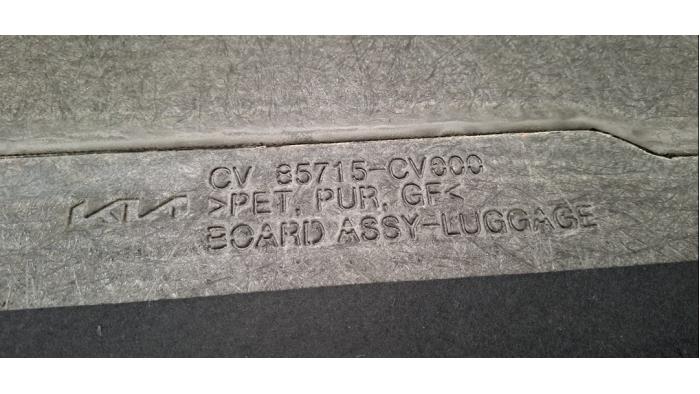 CV 85715-CV000
KIA >PET, PUR, GF<
BOARD ASSY-LUGGAGE